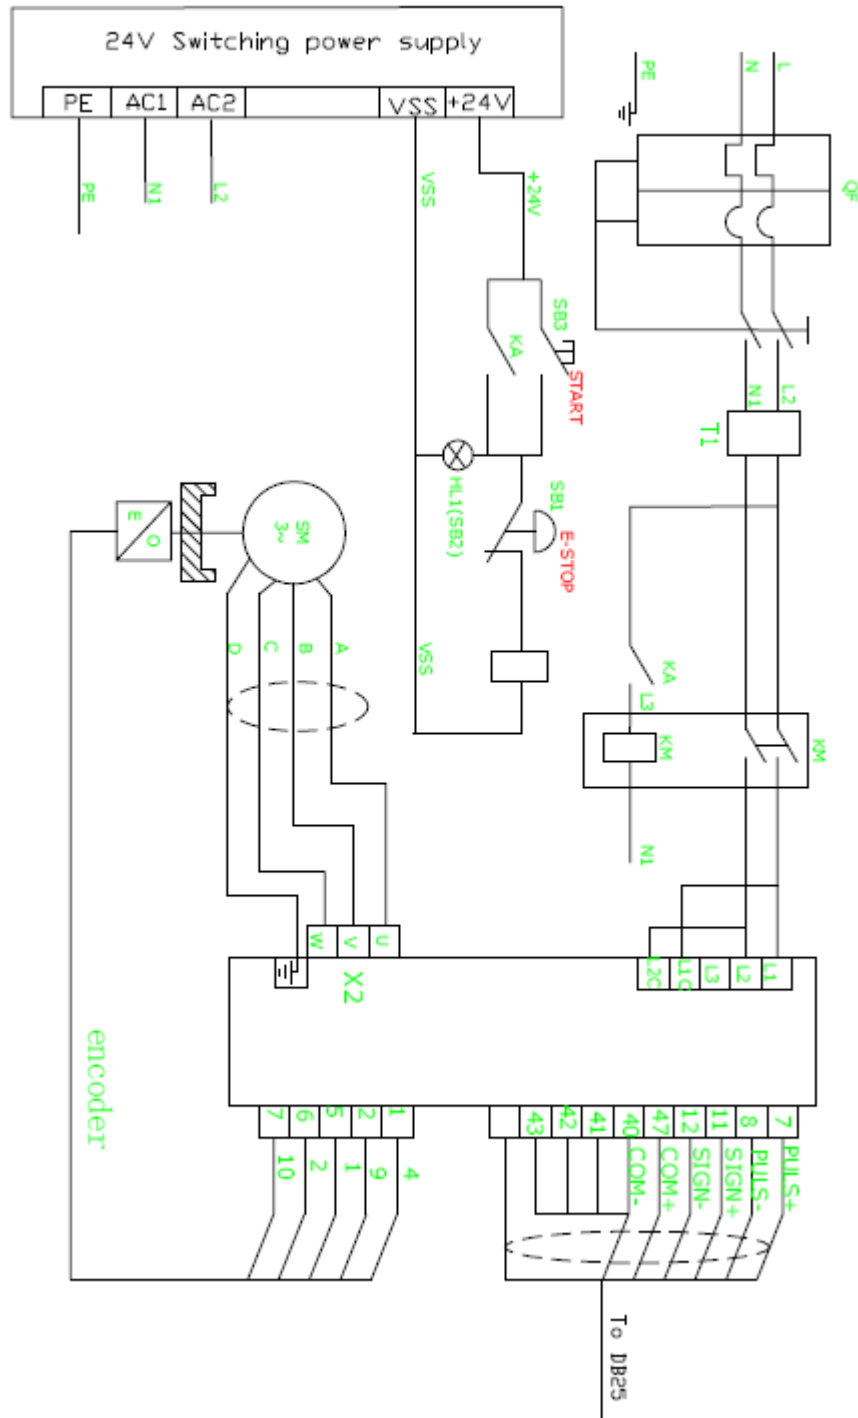 24V Switching power supply
PE
AC1
AC2
VSS
+24V
PE
N1
L2
VSS
+24V
PE
N
L
QF
KA
SB3
START
N1
L2
T1
HL1(SB2)
SB1
E-STOP
E
O
SM
3~
D
C
B
A
VSS
KA
L3
KM
KM
N1
W
V
U
X2
L2C
L1C
L3
L2
L1
encoder
7
6
5
2
1
10
2
1
9
4
43
42
41
40
47
12
11
8
7
COM-
COM+
SIGN-
SIGN+
PULS-
PULS+
To DB25